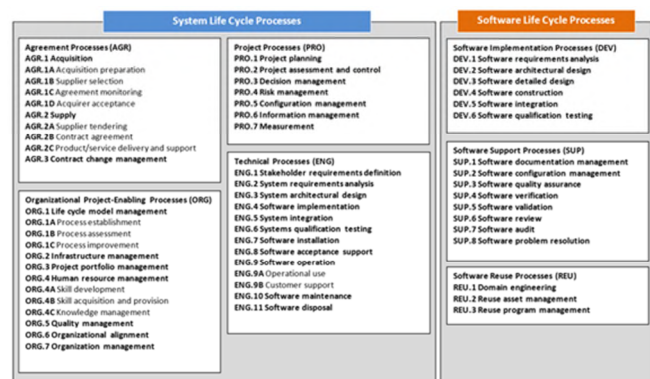 System Life Cycle Processes
Agreement Processes (AGR)
AGR.1 Acquisition
AGR.1A Acquisition preparation
AGR.1B Supplier selection
AGR.1C Agreement monitoring
AGR.1D Acquirer acceptance
AGR.2 Supply
AGR.2A Supplier tendering
AGR.2B Contract agreement
AGR.2C Product/service delivery and support
AGR.3 Contract change management
Organizational Project-Enabling Processes (ORG)
ORG.1 Life cycle model management
ORG.1A Process establishment
ORG.1B Process assessment
ORG.1C Process improvement
ORG.2 Infrastructure management
ORG.3 Project portfolio management
ORG.4 Human resource management
ORG.4A Skill development
ORG.4B Skill acquisition and provision
ORG.4C Knowledge management
ORG.5 Quality management
ORG.6 Organizational alignment
ORG.7 Organization management
Project Processes (PRO)
PRO.1 Project planning
PRO.2 Project assessment and control
PRO.3 Decision management
PRO.4 Risk management
PRO.5 Configuration management
PRO.6 Information management
PRO.7 Measurement
Technical Processes (ENG)
ENG.1 Stakeholder requirements definition
ENG.2 System requirements analysis
ENG.3 System architectural design
ENG.4 Software implementation
ENG.5 System integration
ENG.6 Systems qualification testing
ENG.7 Software installation
ENG.8 Software acceptance support
ENG.9 Software operation
ENG.9A Operational use
ENG.9B Customer support
ENG.10 Software maintenance
ENG.11 Software disposal
Software Life Cycle Processes
Software Implementation Processes (DEV)
DEV.1 Software requirements analysis
DEV.2 Software architectural design
DEV.3 Software detailed design
DEV.4 Software construction
DEV.5 Software integration
DEV.6 Software qualification testing
Software Support Processes (SUP)
SUP.1 Software documentation management
SUP.2 Software configuration management
SUP.3 Software quality assurance
SUP.4 Software verification
SUP.5 Software validation
SUP.6 Software review
SUP.7 Software audit
SUP.8 Software problem resolution
Software Reuse Processes (REU)
REU.1 Domain engineering
REU.2 Reuse asset management
REU.3 Reuse program management